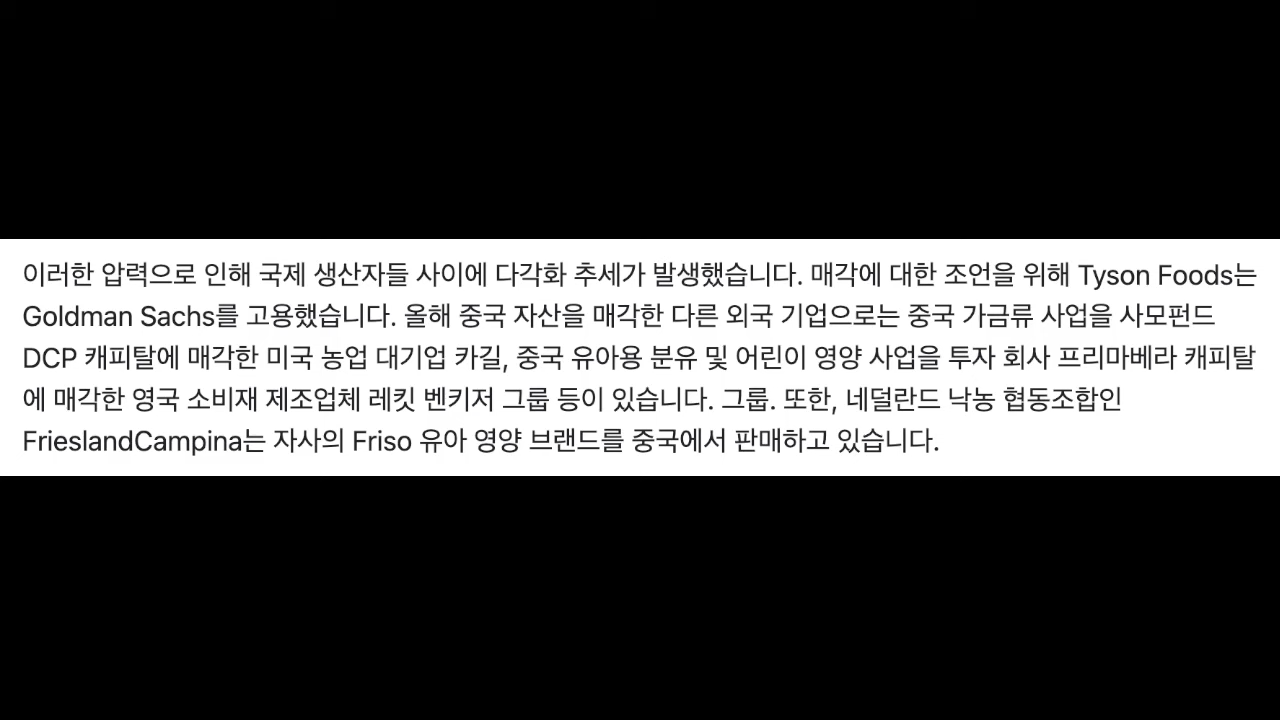 이러한 압력으로 인해 국제 생산자들 사이에 다각화 추세가 발생했습니다. 매각에 대한 조언을 위해 Tyson Foods는
Goldman Sachs를 고용했습니다. 올해 중국 자산을 매각한 다른 외국 기업으로는 중국 가금류 사업을 사모펀드
DCP 캐피탈에 매각한 미국 농업 대기업 카길, 중국 유아용 분유 및 어린이 영양 사업을 투자 회사 프리마베라 캐피탈
에 매각한 영국 소비재 제조업체 레킷 벤키저 그룹 등이 있습니다. 그룹. 또한, 네덜란드 낙농 협동조합인
FrieslandCampina는 자사의 Friso 유아 영양 브랜드를 중국에서 판매하고 있습니다.